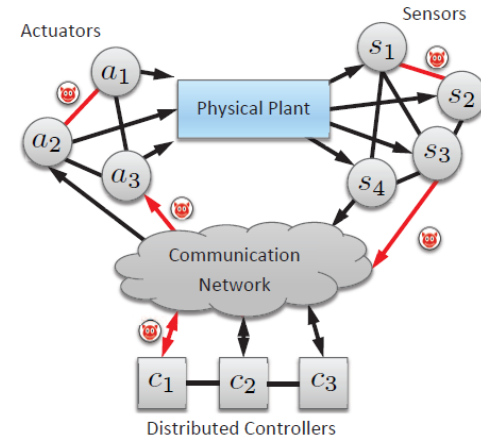 Actuators
Sensors
a1
a2
a3
Physical Plant
s1
s2
s3
s4
Communication
Network
c1
c2
c3
Distributed Controllers